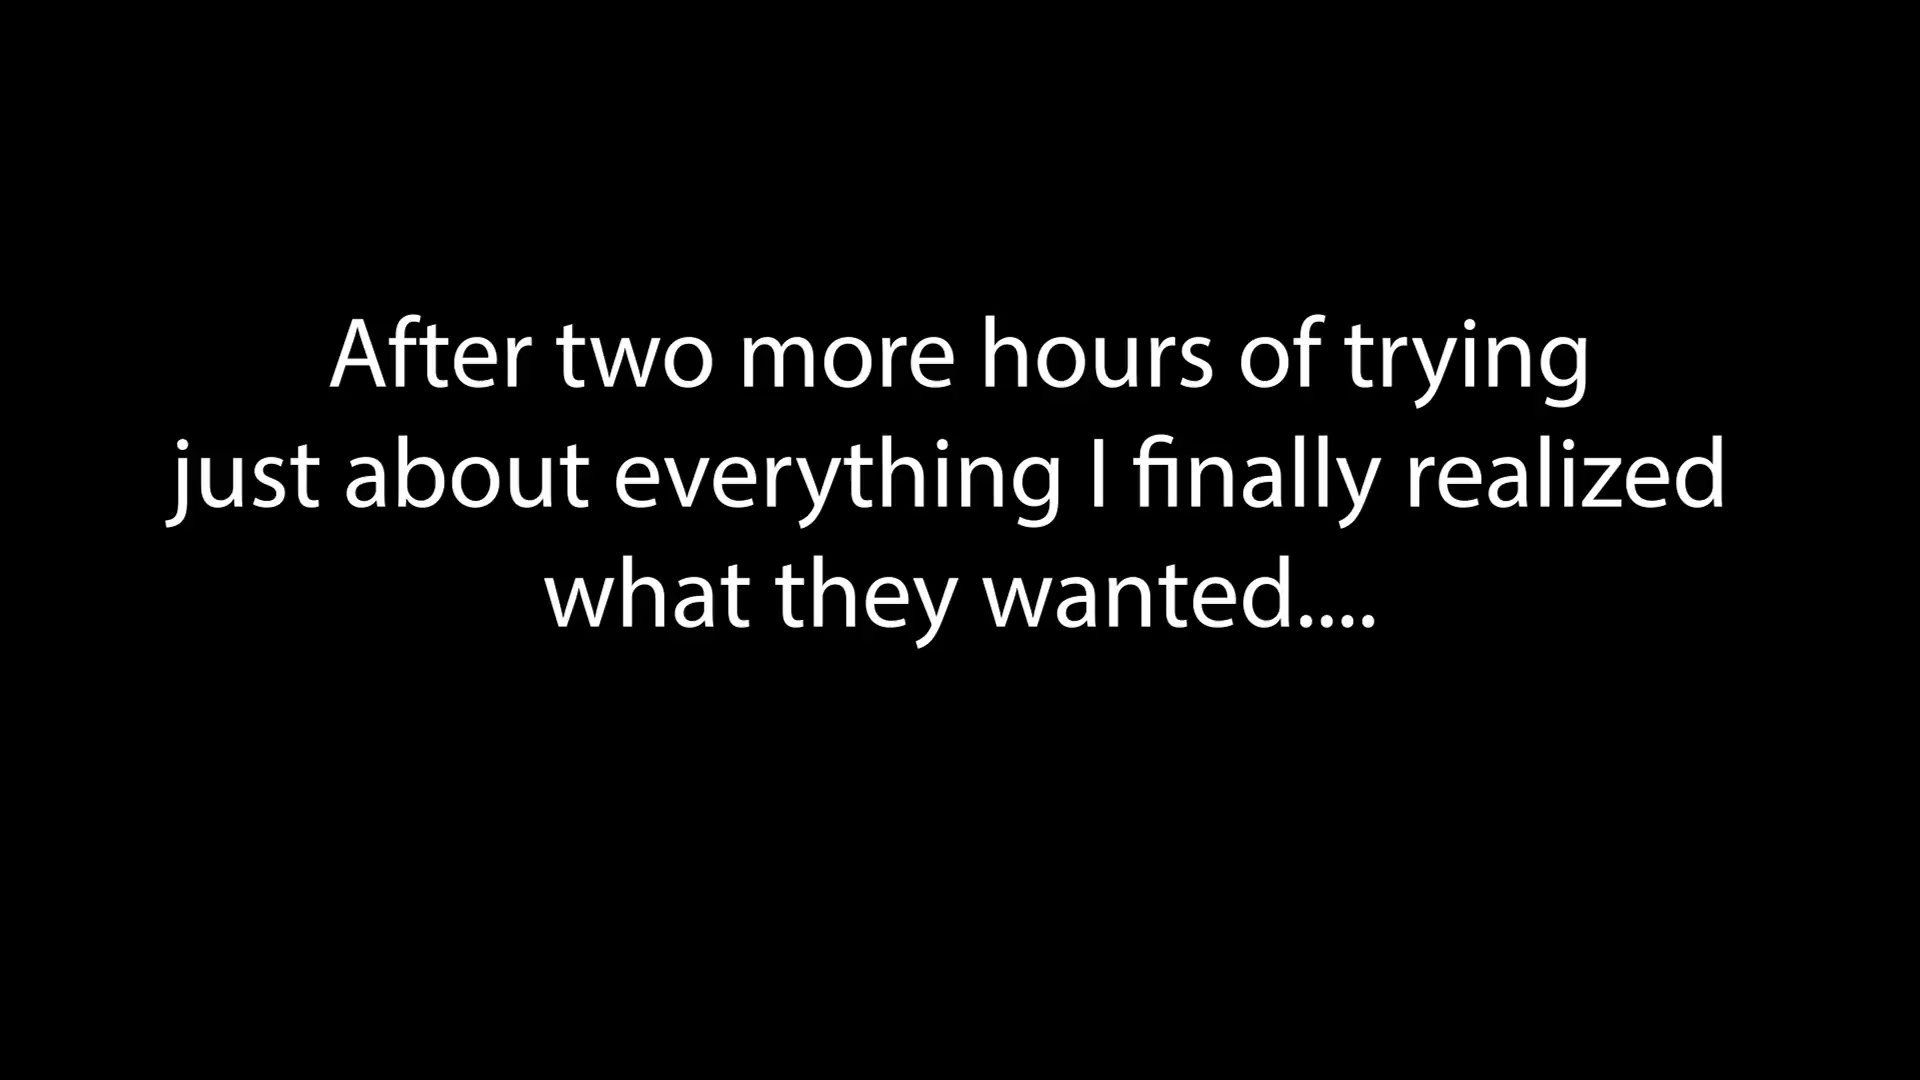 After two more hours of trying
just about everything I finally realized
what they wanted....